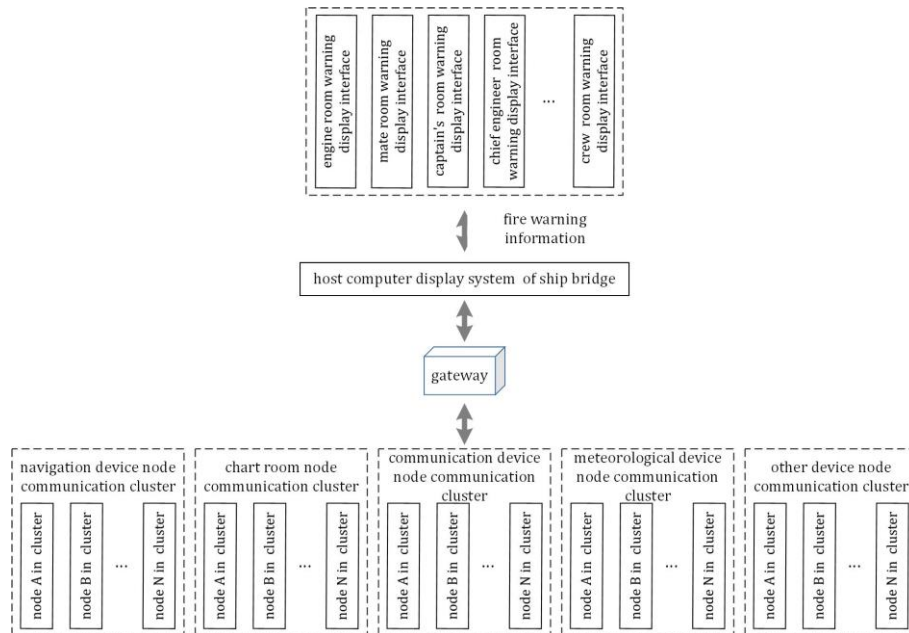 engine room warning
display interface
mate room warning
display interface
captain's room warning
display interface
chief engineer room
warning display interface
...
crew room warning
display interface
fire warning
information
host computer display system of ship bridge
gateway
navigation device node
communication cluster
node A in cluster
node B in cluster
...
node N in cluster
chart room node
communication cluster
node A in cluster
node B in cluster
...
node N in cluster
communication device
node communication
cluster
node A in cluster
node B in cluster
...
node N in cluster
meteorological device
node communication
cluster
node A in cluster
node B in cluster
...
node N in cluster
other device node
communication cluster
node A in cluster
node B in cluster
...
node N in cluster